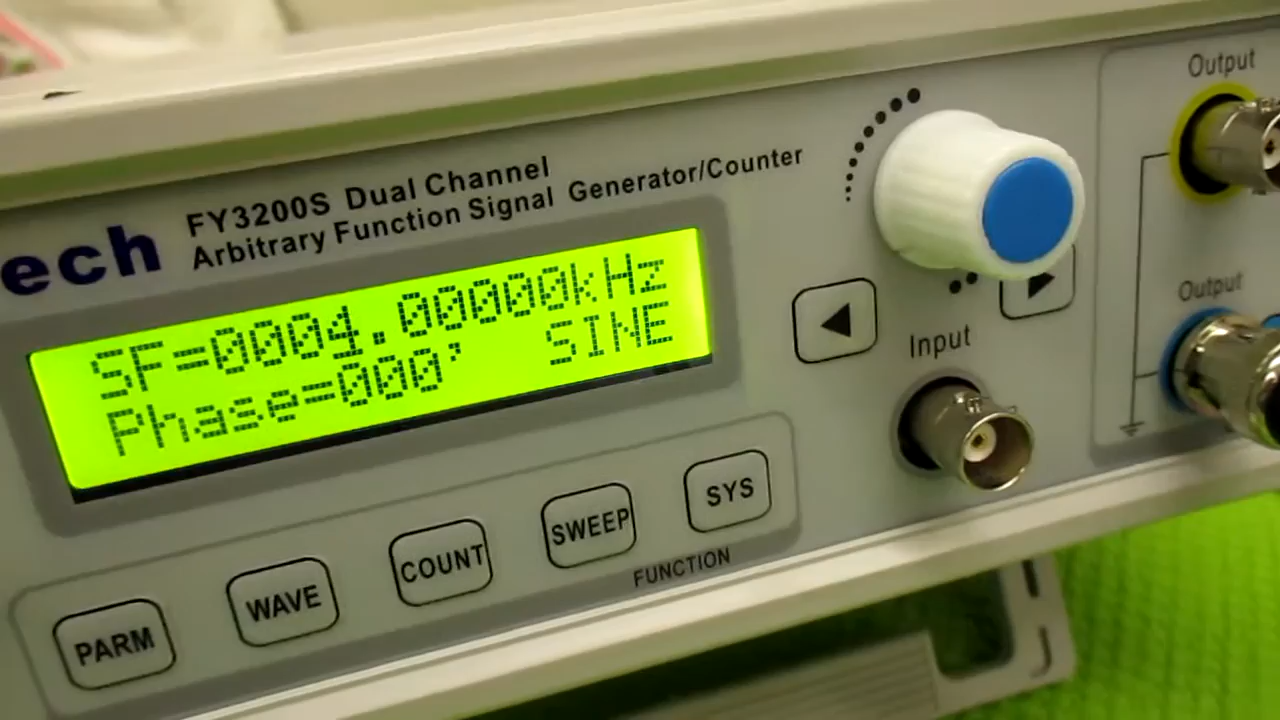 ech
FY3200S Dual Channel
Arbitrary Function Signal Generator/Counter
SF=0004.00000kHz
Phase=000' SINE
PARM
WAVE
COUNT
SWEEP
SYS
FUNCTION
Input
Output
Output